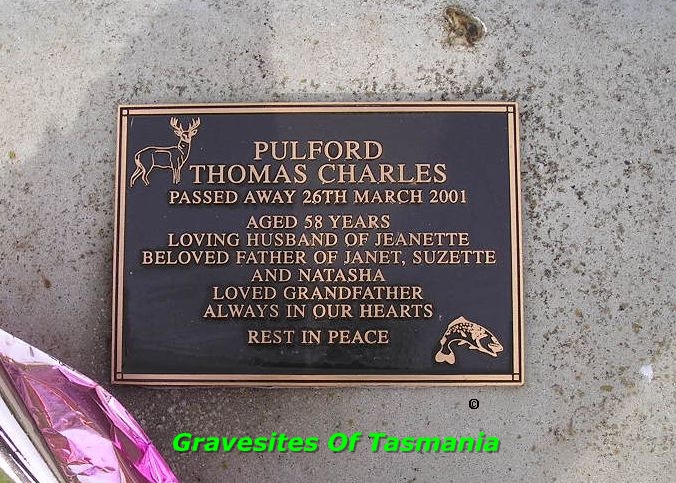 PULFORD
THOMAS CHARLES
PASSED AWAY 26TH MARCH 2001
AGED 58 YEARS
LOVING HUSBAND OF JEANETTE
BELOVED FATHER OF JANET, SUZETTE
AND NATASHA
LOVED GRANDFATHER
ALWAYS IN OUR HEARTS
REST IN PEACE
©
Gravesites Of Tasmania